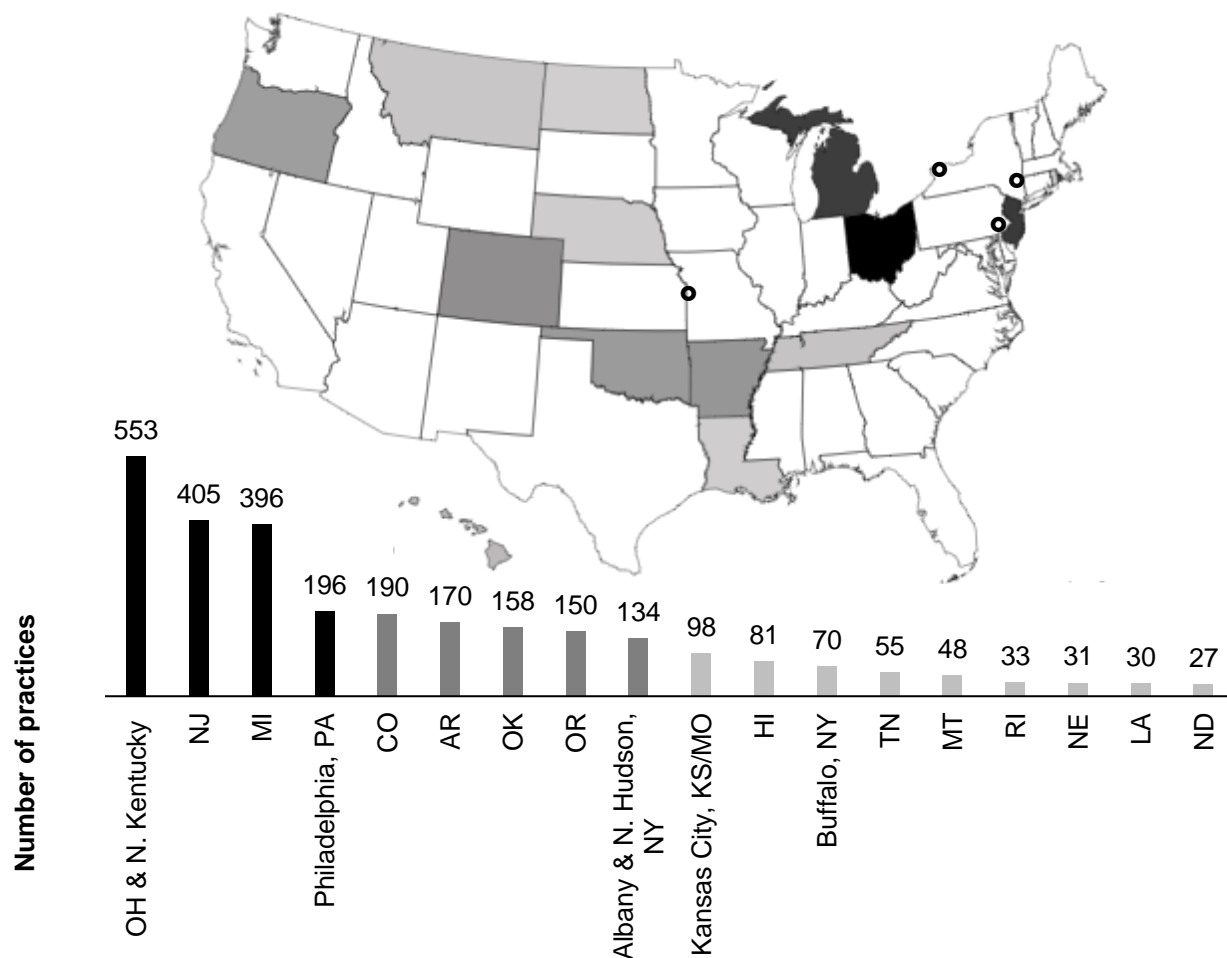 553
405
396
196
190
170
158
150
134
98
81
70
55
48
33
31
30
27
Number of practices
OH & N. Kentucky
NJ
MI
Philadelphia, PA
CO
AR
OK
OR
Albany & N. Hudson,
NY
Kansas City, KS/MO
HI
Buffalo, NY
TN
MT
RI
NE
LA
ND